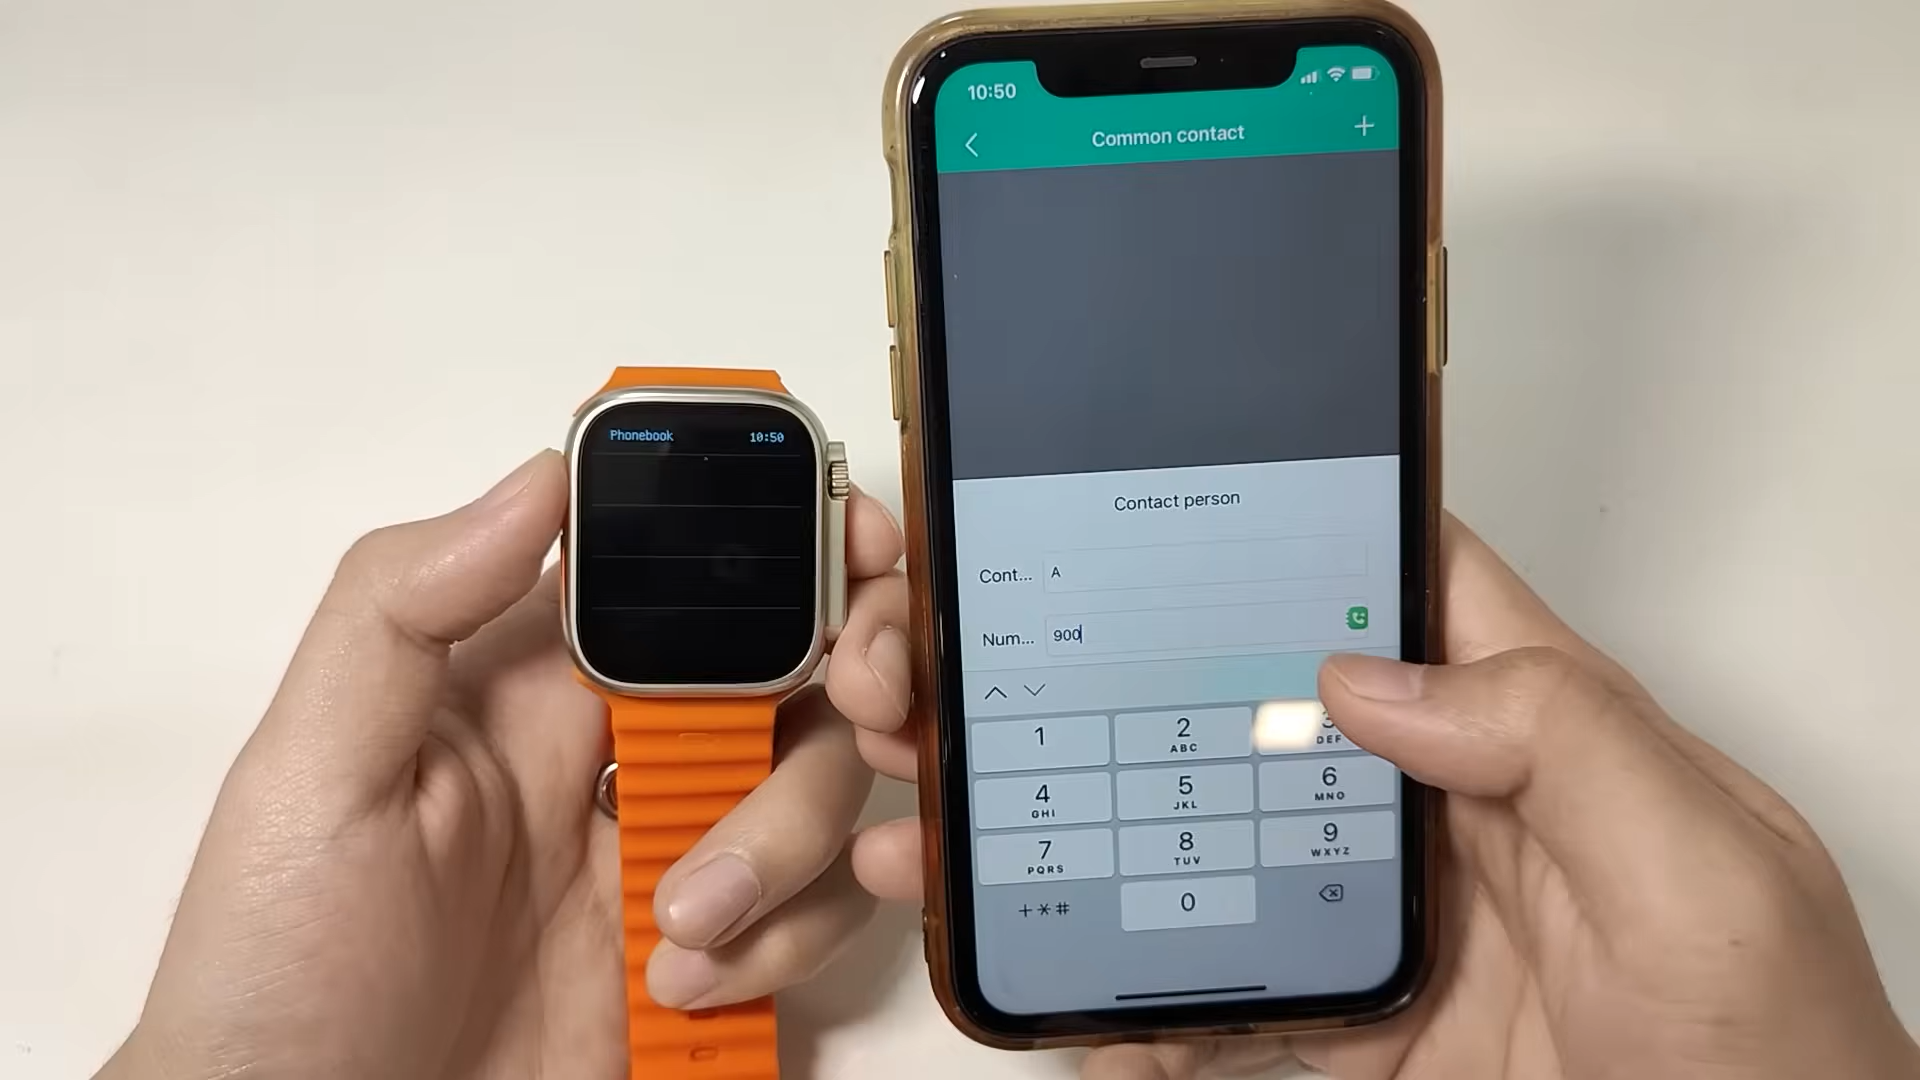 10:50
Common contact
Contact person
Cont... A
Num... 900
1
2 ABC
3 DEF
4 GHI
5 JKL
6 MNO
7 PQRS
8 TUV
9 WXYZ
+*#
0
Phonebook 10:50